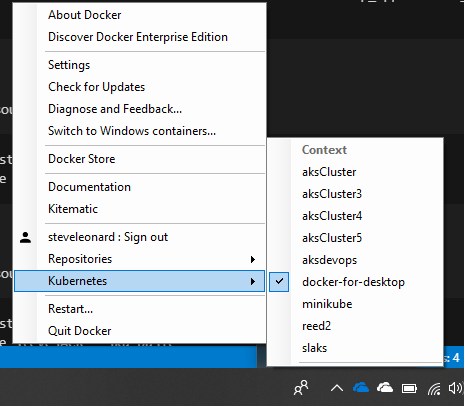 About Docker
Discover Docker Enterprise Edition
Settings
Check for Updates
Diagnose and Feedback...
Switch to Windows containers...
Docker Store
Documentation
Kitematic
steveleonard : Sign out
Repositories
Kubernetes
Restart...
Quit Docker
Context
aksCluster
aksCluster3
aksCluster4
aksCluster5
aksdevops
docker-for-desktop
minikube
reed2
slaks
: 4